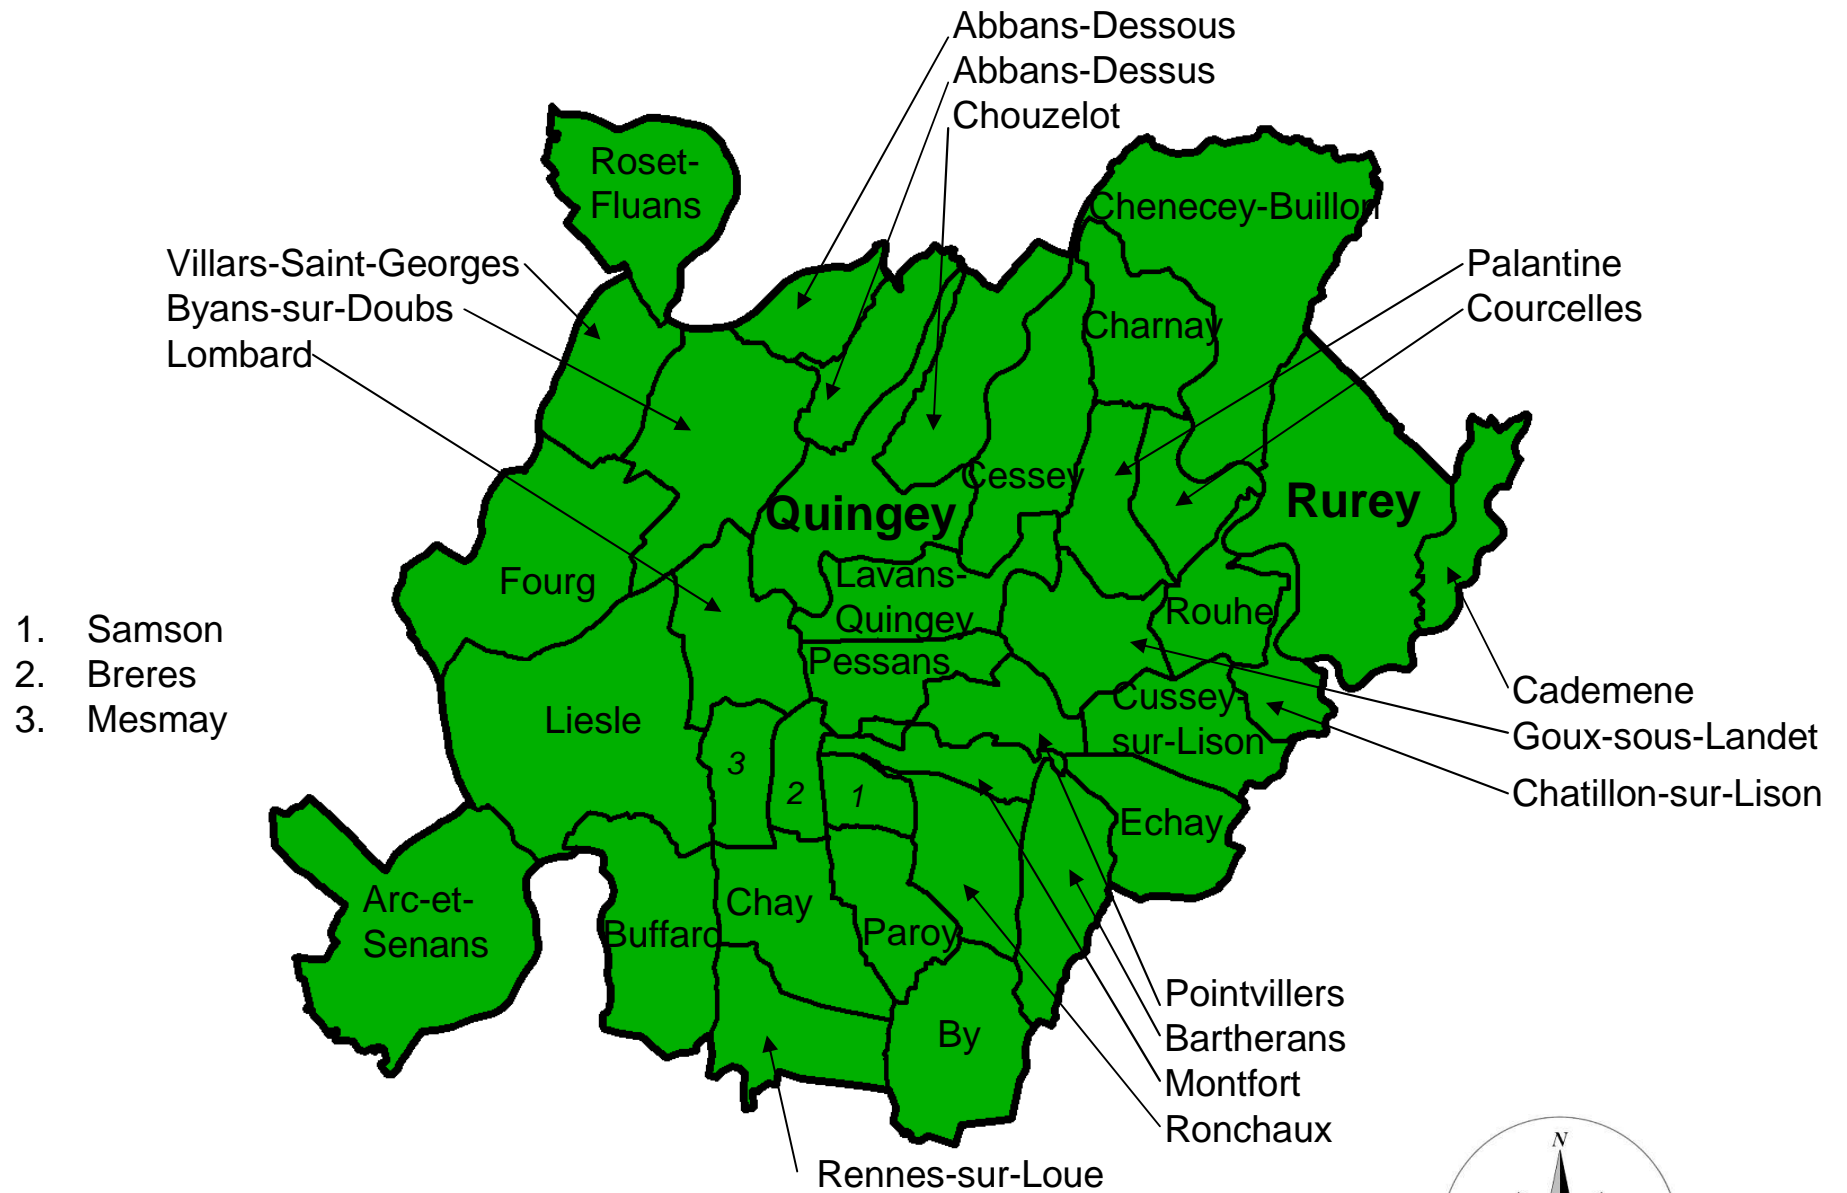 Abbans-Dessous
Abbans-Dessus
Chouzelot
Roset-
Fluans
Chenecey-Buillon
Villars-Saint-Georges
Byans-sur-Doubs
Lombard
Palantine
Courcelles
Charnay
Cessey
Quingey
Rurey
Fourg
Lavans-
Quingey
Rouhe
1. Samson
2. Breres
3. Mesmay
Pessans
Liesle
Cussey-
sur-Lison
Cademene
Goux-sous-Landet
Chatillon-sur-Lison
3
2
1
Echay
Arc-et-
Senans
Buffard
Chay
Paroy
By
Pointvillers
Bartherans
Montfort
Ronchaux
Rennes-sur-Loue
N